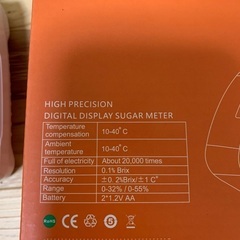 HIGH PRECISION
DIGITAL DISPLAY SUGAR METER
Temperature compensation 10-40˚C
Ambient temperature 10-40˚C
Full of electricity About 20,000 times
Resolution 0.1% Brix
Accuracy ±0.2%Brix/±1 C˚
Range 0-32% / 0-55%
Battery 2*1.2V AA
CE
5